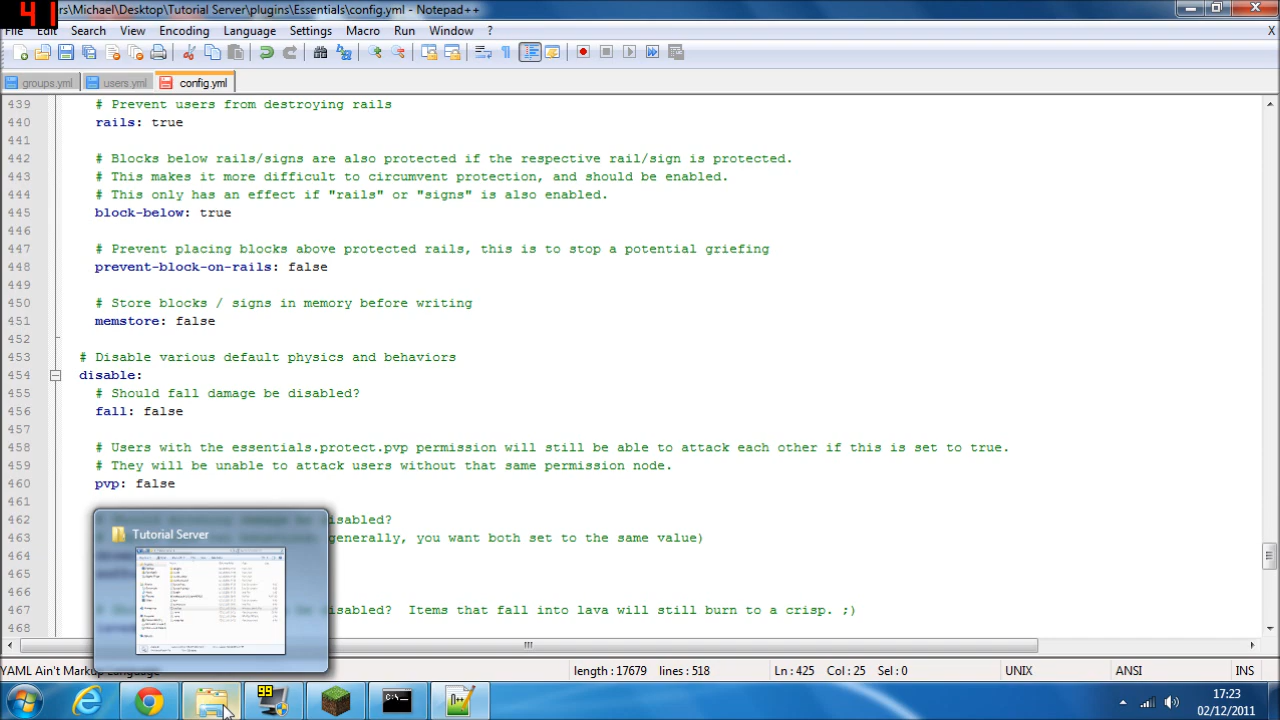 41
rs\Michael\Desktop\Tutorial Server\plugins\Essentials\config.yml - Notepad++
File Edit Search View Encoding Language Settings Macro Run Window ? X
groups.yml users.yml config.yml
439 # Prevent users from destroying rails
440 rails: true
441
442 # Blocks below rails/signs are also protected if the respective rail/sign is protected.
443 # This makes it more difficult to circumvent protection, and should be enabled.
444 # This only has an effect if "rails" or "signs" is also enabled.
445 block-below: true
446
447 # Prevent placing blocks above protected rails, this is to stop a potential griefing
448 prevent-block-on-rails: false
449
450 # Store blocks / signs in memory before writing
451 memstore: false
452
453 # Disable various default physics and behaviors
454 disable:
455 # Should fall damage be disabled?
456 fall: false
457
458 # Users with the essentials.protect.pvp permission will still be able to attack each other if this is set to true.
459 # They will be unable to attack users without that same permission node.
460 pvp: false
461
462 disabled?
463 generally, you want both set to the same value)
464
465
466
467 disabled? Items that fall into lava will still burn to a crisp. ;)
468
Tutorial Server
YAML Ain't Markup Language length : 17679 lines : 518 Ln : 425 Col : 25 Sel : 0 UNIX ANSI INS
99
17:23
02/12/2011